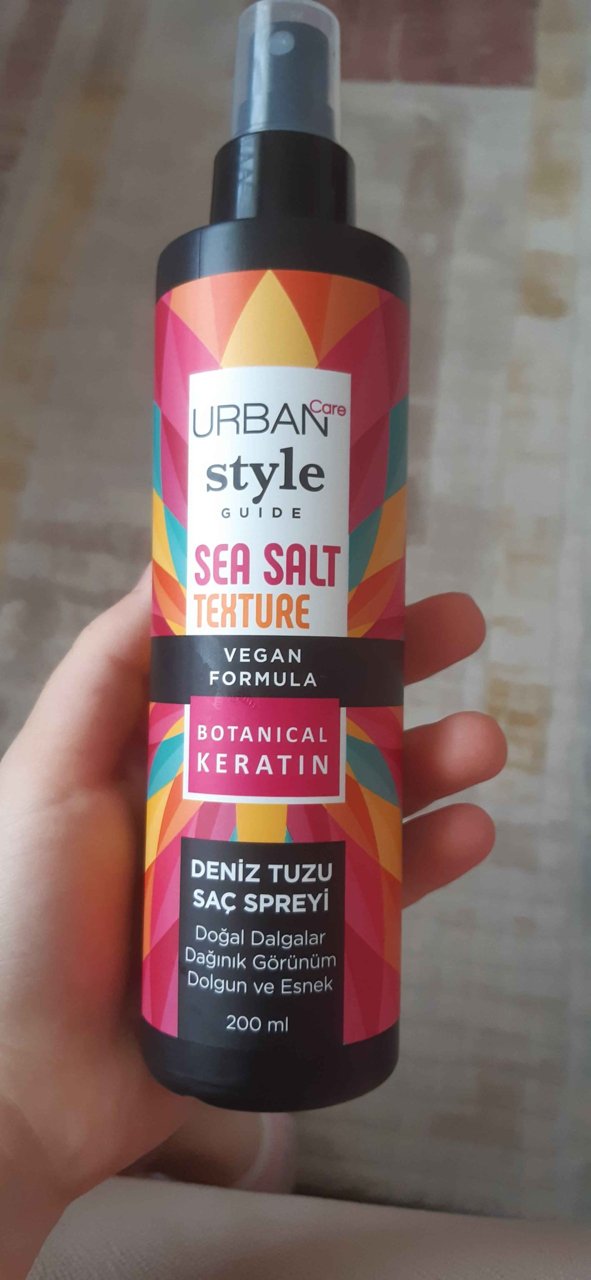 URBAN Care
style
GUIDE
SEA SALT
TEXTURE
VEGAN
FORMULA
BOTANICAL
KERATIN
DENİZ TUZU
SAÇ SPREYİ
Doğal Dalgalar
Dağınık Görünüm
Dolgun ve Esnek
200 ml